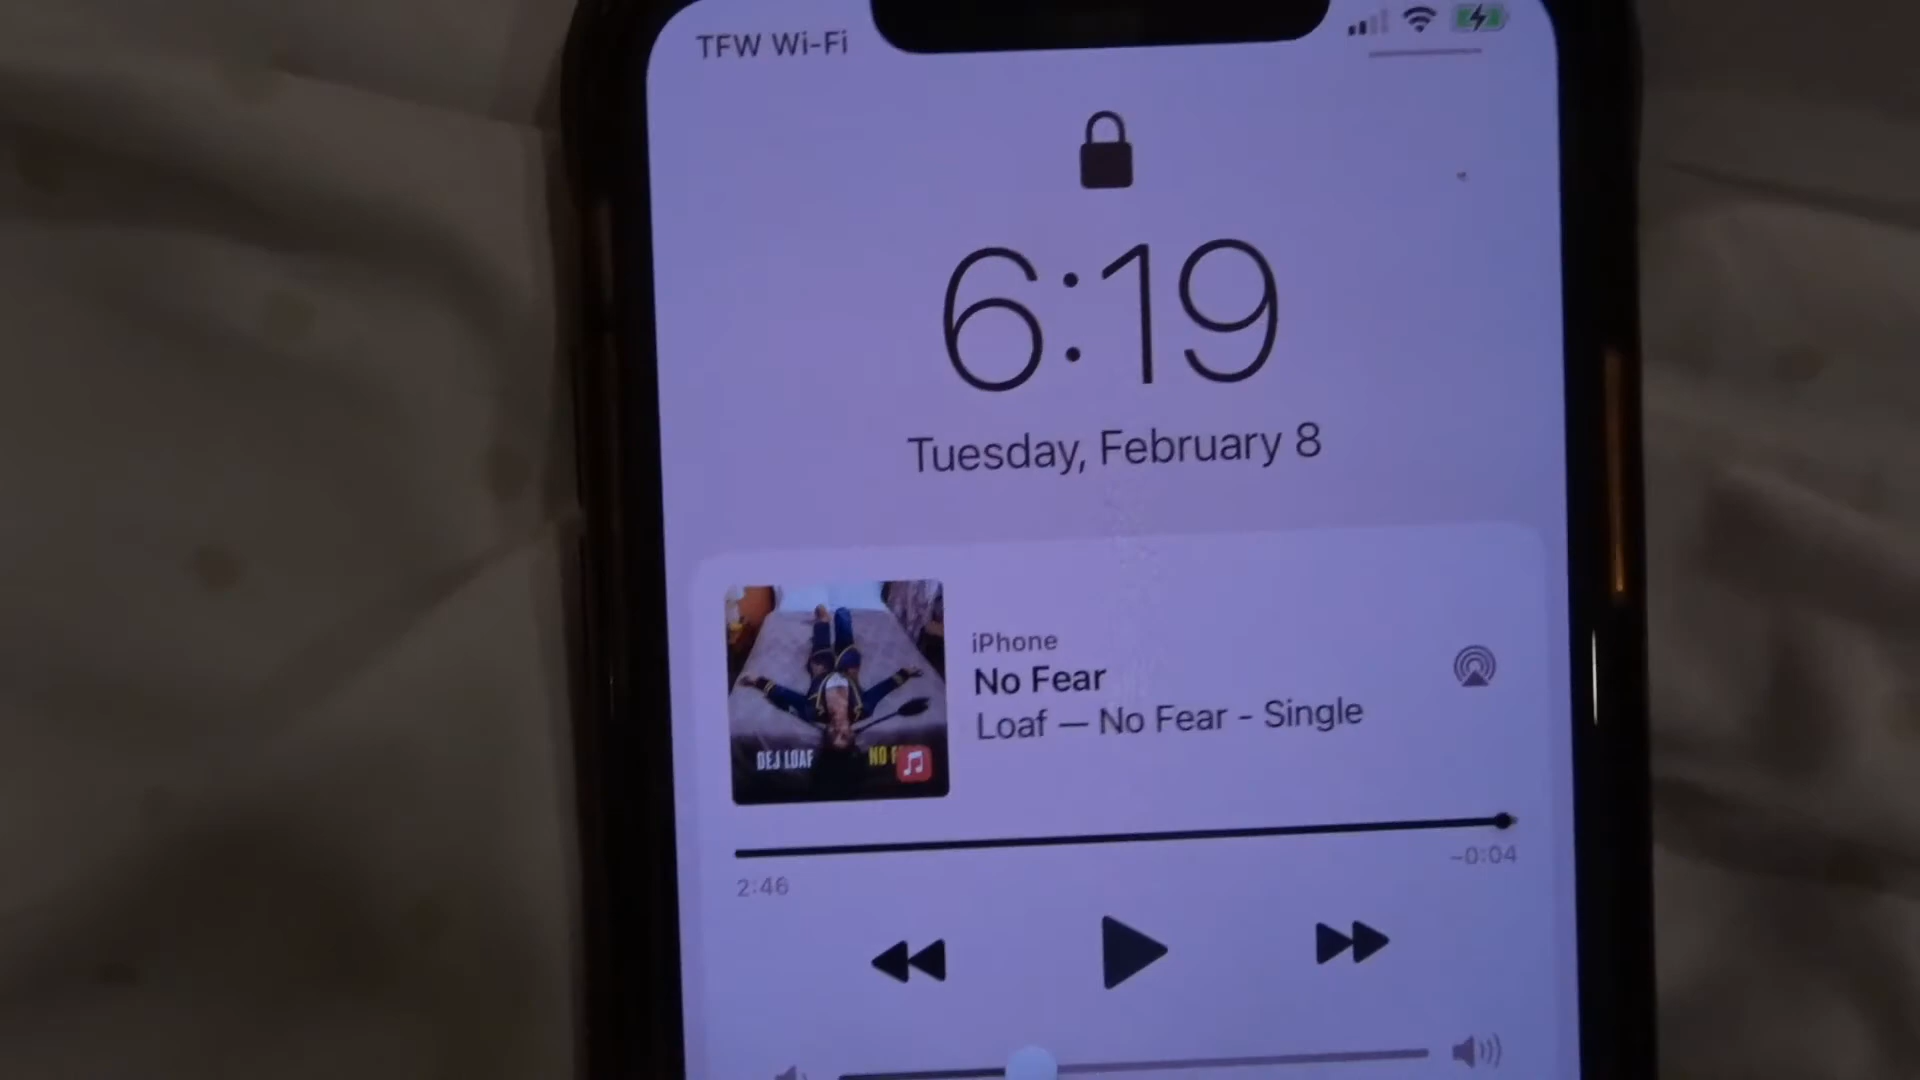 TFW Wi-Fi
6:19
Tuesday, February 8
iPhone
No Fear
Loaf — No Fear - Single
DEJ LOAF
NO F
2:46
-0:04